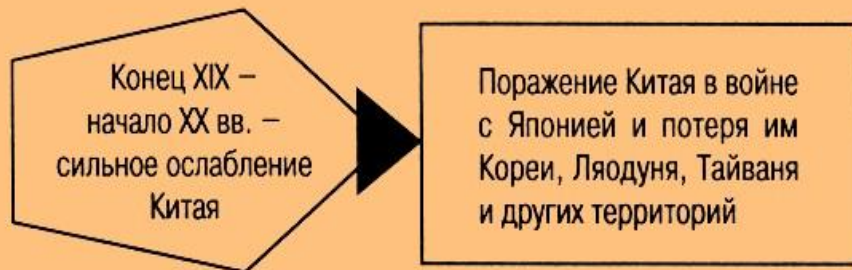 Конец XIX –
начало XX вв. –
сильное ослабление
Китая
Поражение Китая в войне
с Японией и потеря им
Кореи, Ляодуня, Тайваня
и других территорий